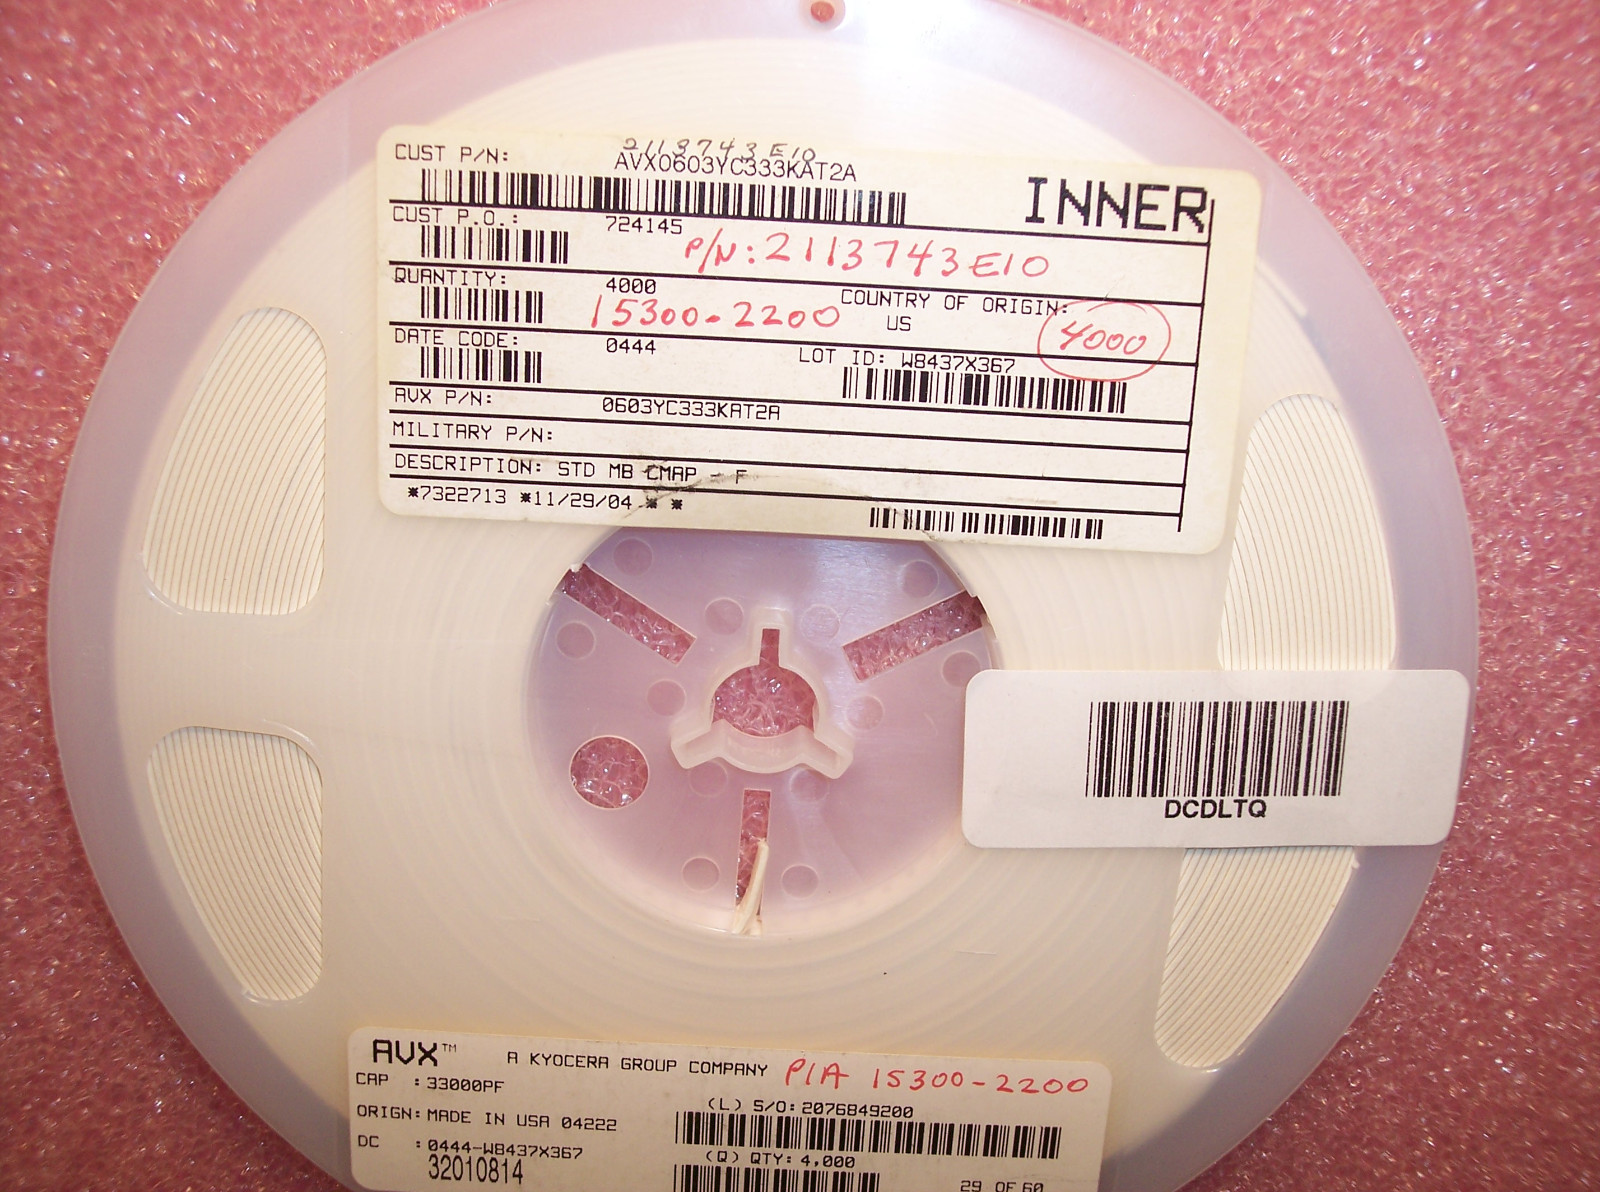 2113743E10
CUST P/N: AVX0603YC333KAT2A
INNER
CUST P.O.: 724145
P/N: 2113743E10
QUANTITY: 4000
15300-2200
COUNTRY OF ORIGIN:
US
4000
DATE CODE: 0444
LOT ID: W8437X367
AVX P/N: 0603YC333KAT2A
MILITARY P/N:
DESCRIPTION: STD MB CMAP - F
*7322713 *11/29/04 * *
DCDLTQ
AVX™ A KYOCERA GROUP COMPANY P/A 15300-2200
CAP : 33000PF
(L) S/O: 2076849200
ORIGN: MADE IN USA 04222
DC : 0444-W8437X367
(Q) QTY: 4,000
32010814
29 OF 60